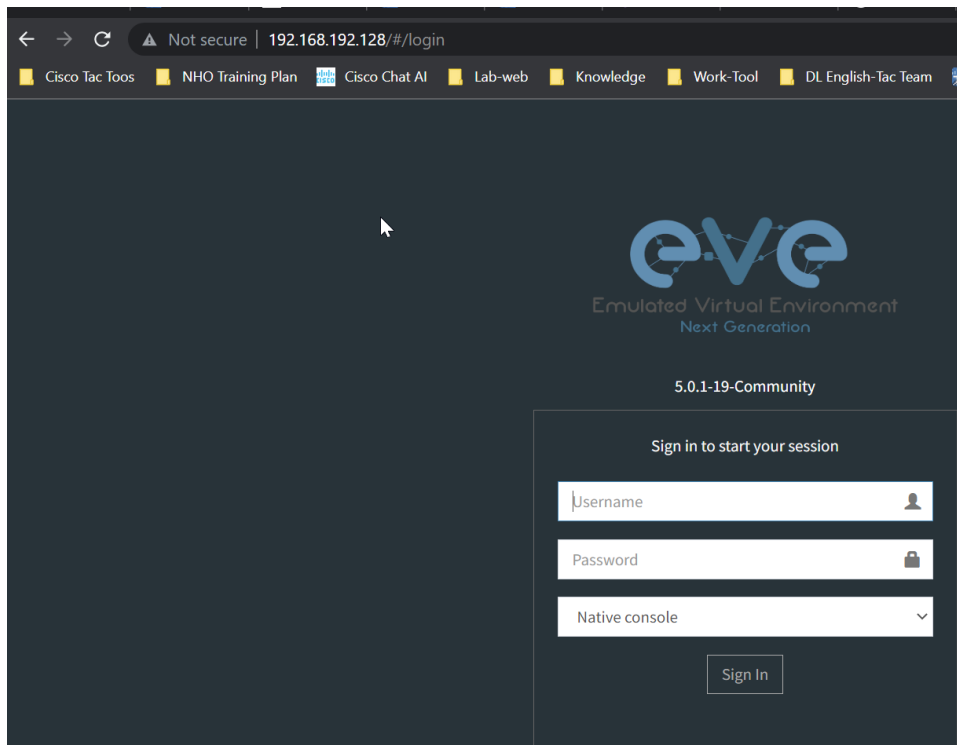 Not secure | 192.168.192.128/#/login
Cisco Tac Toos NHO Training Plan Cisco Chat AI Lab-web Knowledge Work-Tool DL English-Tac Team
eve
Emulated Virtual Environment
Next Generation
5.0.1-19-Community
Sign in to start your session
Username
Password
Native console
Sign In